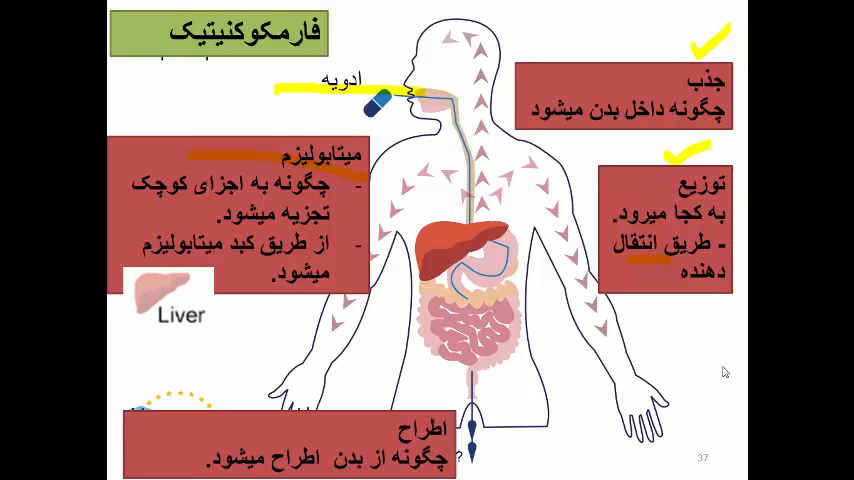 فارمکوکنیتیک
ادویه
جذب
چگونه داخل بدن میشود
توزیع
به کجا میرود.
- طریق انتقال
دهنده
میتابولیزم
- چگونه به اجزای کوچک
تجزیه میشود.
- از طریق کبد میتابولیزم
میشود.
Liver
اطراح
چگونه از بدن اطراح میشود.
?
37